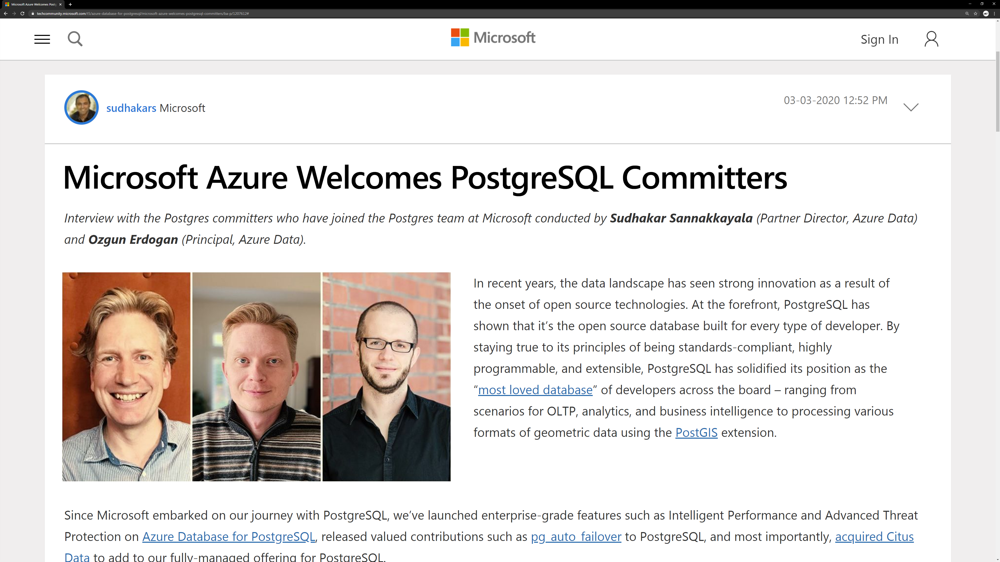 Microsoft Azure Welcomes Postg
techcommunity.microsoft.com/t5/azure-database-for-postgresql/microsoft-azure-welcomes-postgresql-committers/ba-p/1207612#
Microsoft
Sign In
sudhakars Microsoft
03-03-2020 12:52 PM
Microsoft Azure Welcomes PostgreSQL Committers
Interview with the Postgres committers who have joined the Postgres team at Microsoft conducted by Sudhakar Sannakkayala (Partner Director, Azure Data)
and Ozgun Erdogan (Principal, Azure Data).
In recent years, the data landscape has seen strong innovation as a result of
the onset of open source technologies. At the forefront, PostgreSQL has
shown that it’s the open source database built for every type of developer. By
staying true to its principles of being standards-compliant, highly
programmable, and extensible, PostgreSQL has solidified its position as the
“most loved database” of developers across the board – ranging from
scenarios for OLTP, analytics, and business intelligence to processing various
formats of geometric data using the PostGIS extension.
Since Microsoft embarked on our journey with PostgreSQL, we’ve launched enterprise-grade features such as Intelligent Performance and Advanced Threat
Protection on Azure Database for PostgreSQL, released valued contributions such as pg_auto_failover to PostgreSQL, and most importantly, acquired Citus
Data to add to our fully-managed offering for PostgreSQL.